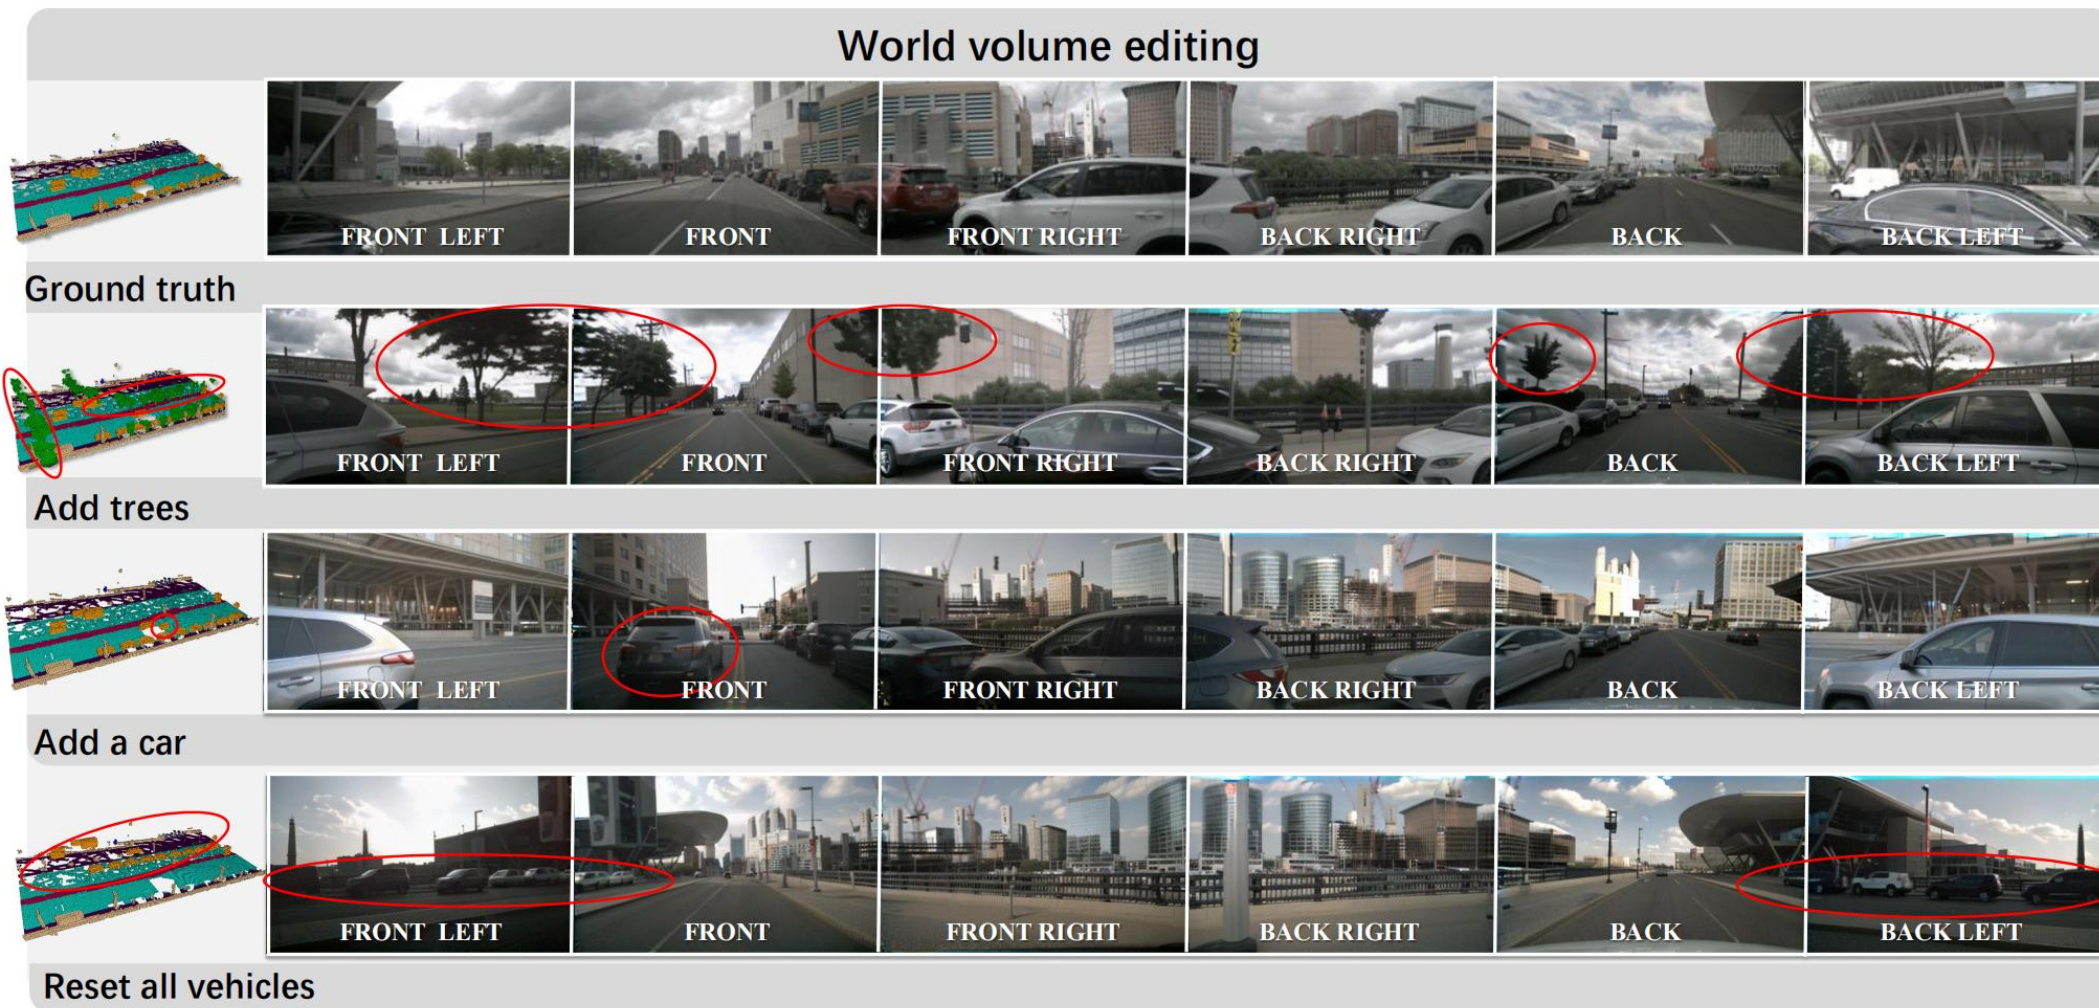 World volume editing
FRONT LEFT FRONT FRONT RIGHT BACK RIGHT BACK BACK LEFT
Ground truth
FRONT LEFT FRONT FRONT RIGHT BACK RIGHT BACK BACK LEFT
Add trees
FRONT LEFT FRONT FRONT RIGHT BACK RIGHT BACK BACK LEFT
Add a car
FRONT LEFT FRONT FRONT RIGHT BACK RIGHT BACK BACK LEFT
Reset all vehicles